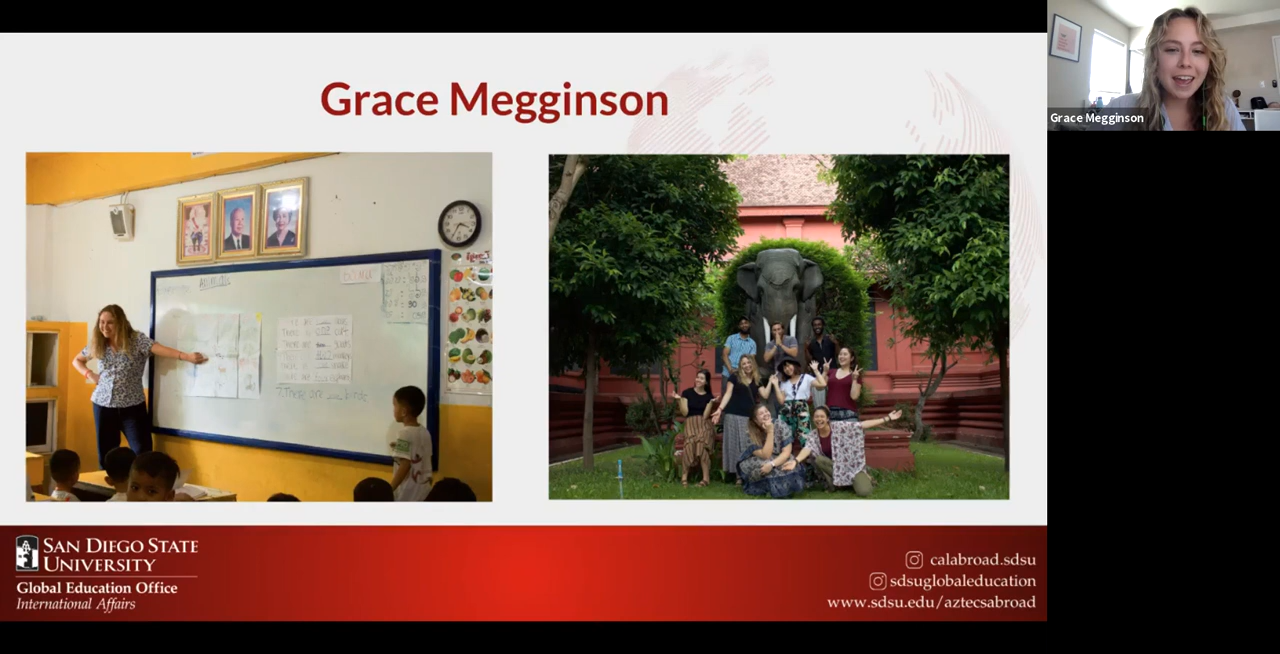 Grace Megginson
Grace Megginson
SAN DIEGO STATE
UNIVERSITY
Global Education Office
International Affairs
calabroad.sdsu
sdsuglobaleducation
www.sdsu.edu/aztecsabroad